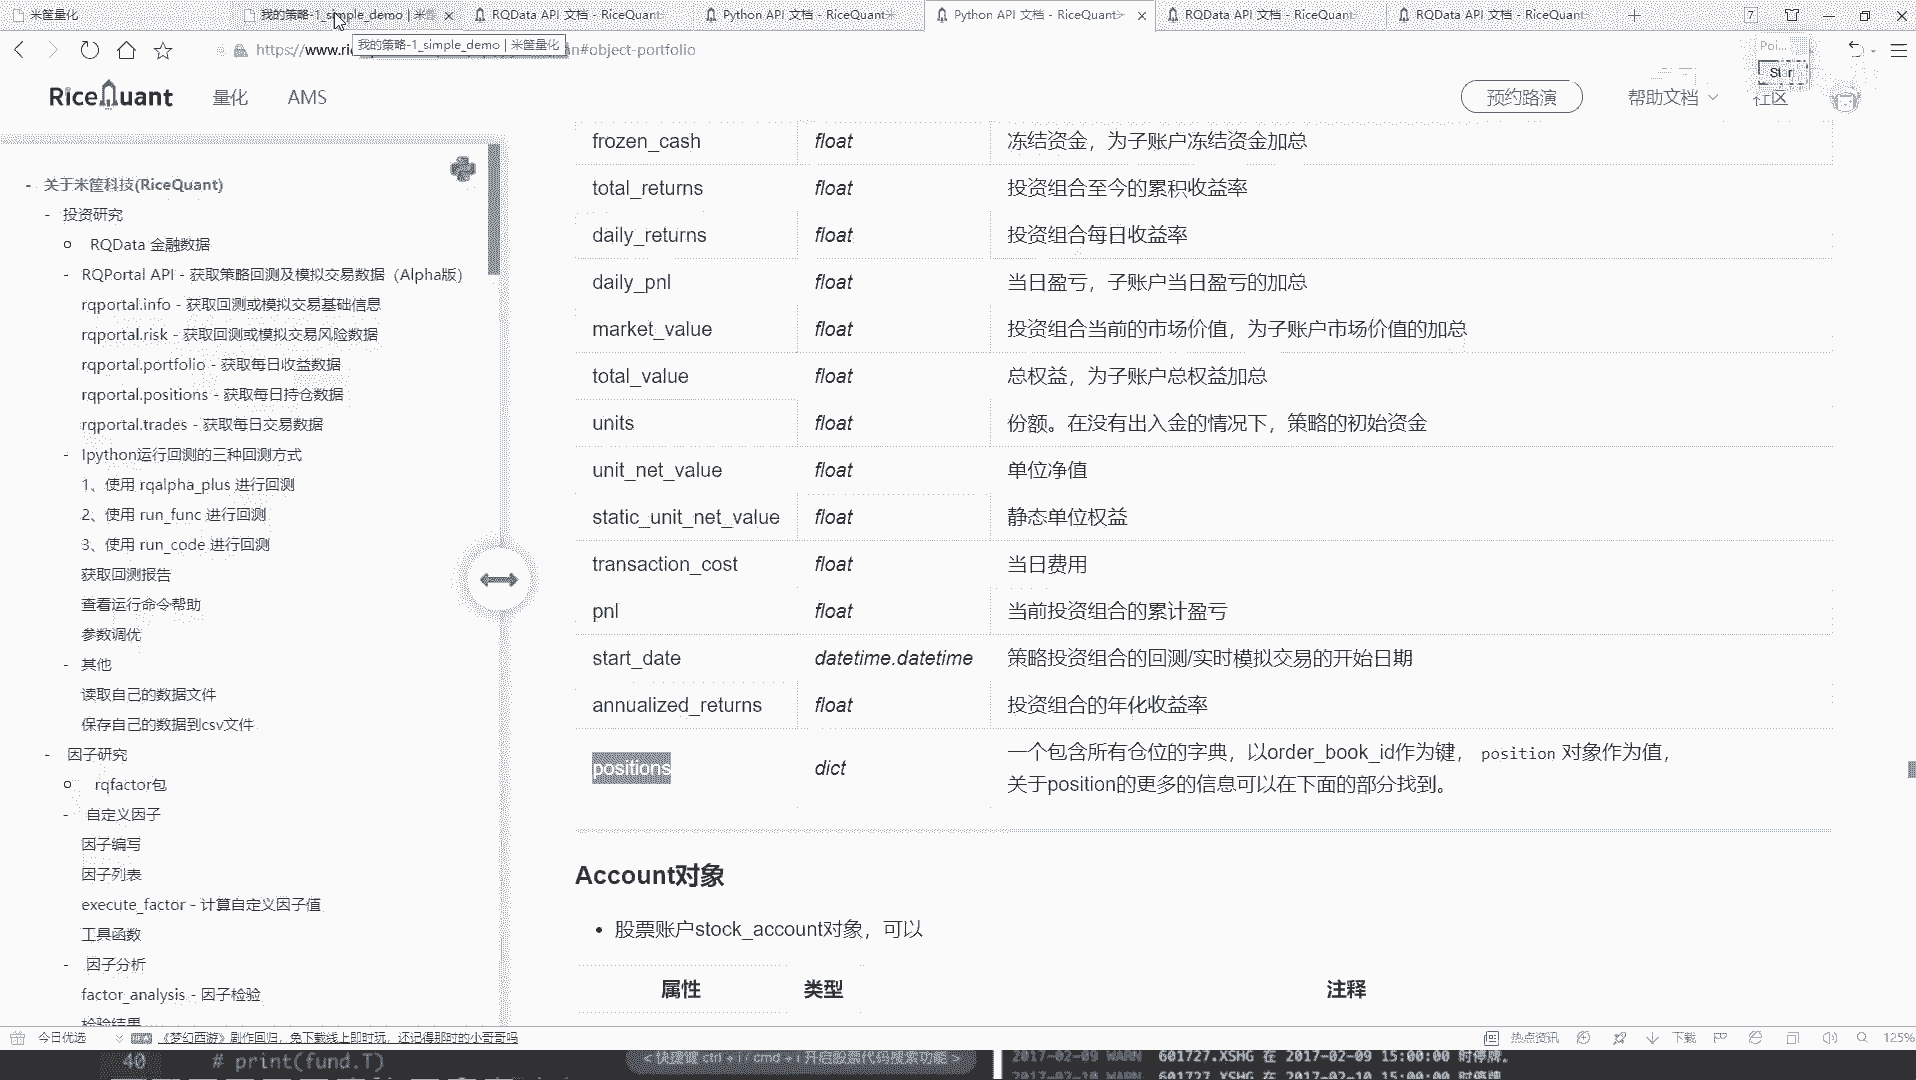 米筐量化
我的策略-1_simple_demo | 米筐
RQData API 文档 - RiceQuant
Python API 文档 - RiceQuant
Python API 文档 - RiceQuant
RQData API 文档 - RiceQuant
RQData API 文档 - RiceQuant
7
https://www.ri
我的策略-1_simple_demo | 米筐量化
n#object-portfolio
Poi...
Star
RiceQuant
量化
AMS
预约路演
帮助文档
社区
- 关于米筐科技(RiceQuant)
- 投资研究
RQData 金融数据
- RQPortal API - 获取策略回测及模拟交易数据（Alpha版）
rqportal.info - 获取回测或模拟交易基础信息
rqportal.risk - 获取回测或模拟交易风险数据
rqportal.portfolio - 获取每日收益数据
rqportal.positions - 获取每日持仓数据
rqportal.trades - 获取每日交易数据
- Ipython运行回测的三种回测方式
1、使用 rqalpha_plus 进行回测
2、使用 run_func 进行回测
3、使用 run_code 进行回测
获取回测报告
查看运行命令帮助
参数调优
- 其他
读取自己的数据文件
保存自己的数据到csv文件
- 因子研究
rqfactor包
- 自定义因子
因子编写
因子列表
execute_factor - 计算自定义因子值
工具函数
- 因子分析
factor_analysis - 因子检验
检验结果
frozen_cash float 冻结资金，为子账户冻结资金加总
total_returns float 投资组合至今的累积收益率
daily_returns float 投资组合每日收益率
daily_pnl float 当日盈亏，子账户当日盈亏的加总
market_value float 投资组合当前的市场价值，为子账户市场价值的加总
total_value float 总权益，为子账户总权益加总
units float 份额。在没有出入金的情况下，策略的初始资金
unit_net_value float 单位净值
static_unit_net_value float 静态单位权益
transaction_cost float 当日费用
pnl float 当前投资组合的累计盈亏
start_date datetime.datetime 策略投资组合的回测/实时模拟交易的开始日期
annualized_returns float 投资组合的年化收益率
positions dict 一个包含所有仓位的字典，以order_book_id作为键， position 对象作为值，
关于position的更多的信息可以在下面的部分找到。
Account对象
• 股票账户stock_account对象，可以
属性 类型 注释
今日优选
《梦幻西游》剧作回归，免下载线上即时玩，还记得那时的小哥哥吗
热点资讯
下载
125%
40 # print(fund.T)
<快捷键 ctrl + i / cmd + i 开启股票代码搜索功能 >
2017-02-09 WARN 601727.XSHG 在 2017-02-09 15:00:00 时停牌。
2017-02-10 WARN 601727.XSHG 在 2017-02-10 15:00:00 时停牌。